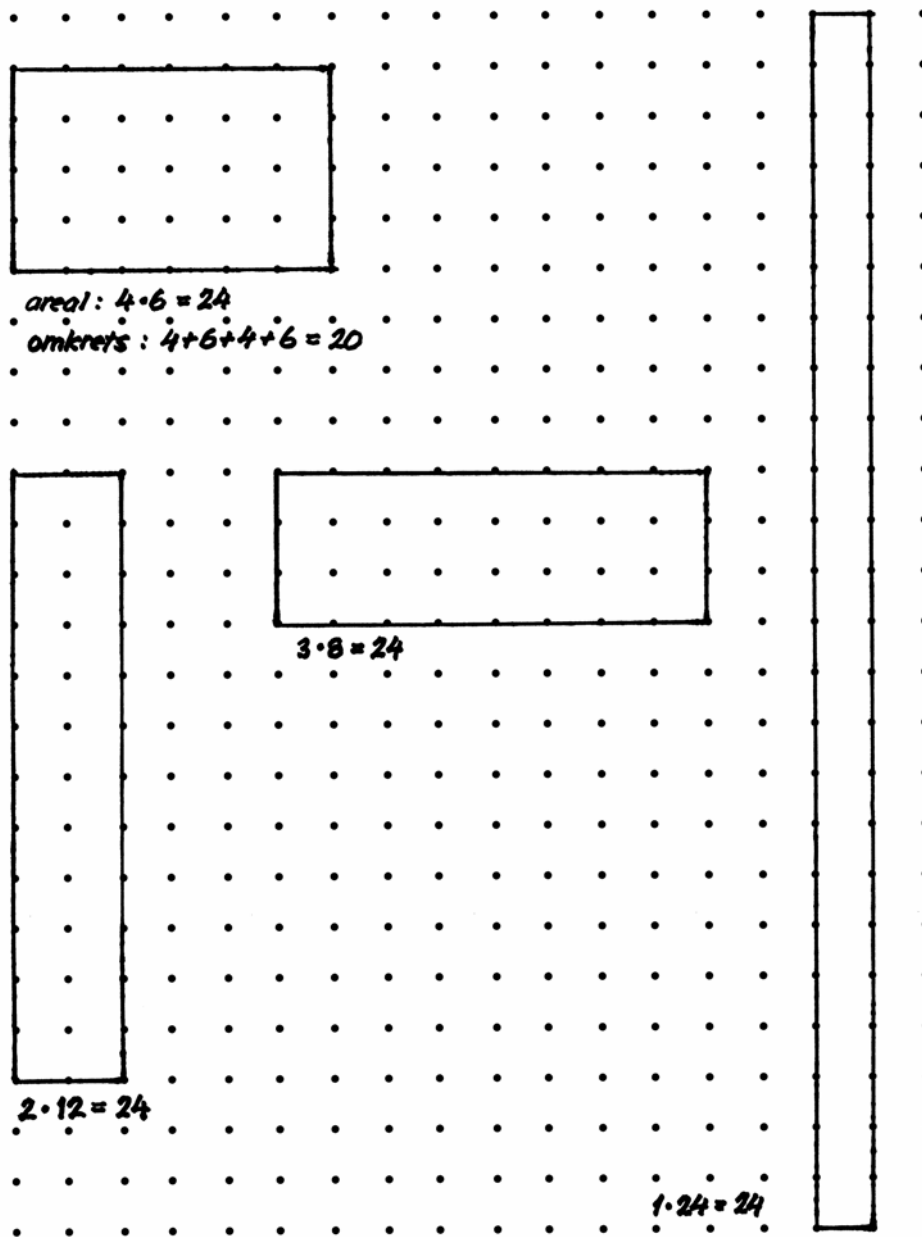 areal: 4·6 = 24
omkrets: 4+6+4+6 = 20
3·8 = 24
2·12 = 24
1·24 = 24